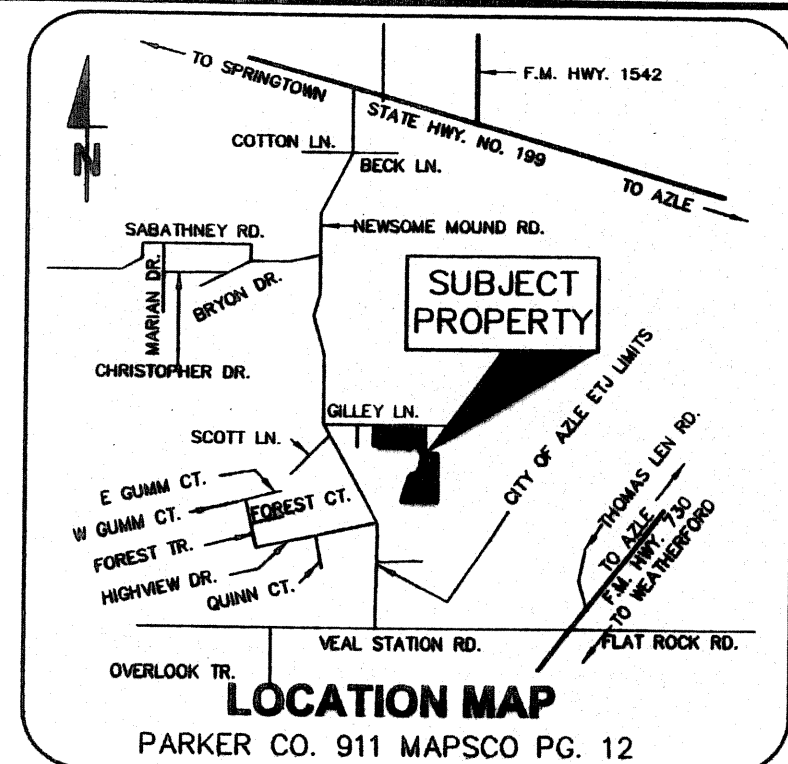 TO SPRINGTOWN
F.M. HWY. 1542
STATE HWY. NO. 199
COTTON LN.
BECK LN.
TO AZLE
N
SABATHNEY RD.
NEWSOME MOUND RD.
MARIAN DR.
BRYON DR.
SUBJECT
PROPERTY
CHRISTOPHER DR.
GILLEY LN.
CITY OF AZLE ETJ LIMITS
SCOTT LN.
THOMAS LEN RD.
E GUMM CT.
W GUMM CT.
FOREST CT.
TO AZLE
F.M. HWY. 730
TO WEATHERFORD
FOREST TR.
HIGHVIEW DR.
QUINN CT.
VEAL STATION RD.
FLAT ROCK RD.
OVERLOOK TR.
LOCATION MAP
PARKER CO. 911 MAPSCO PG. 12